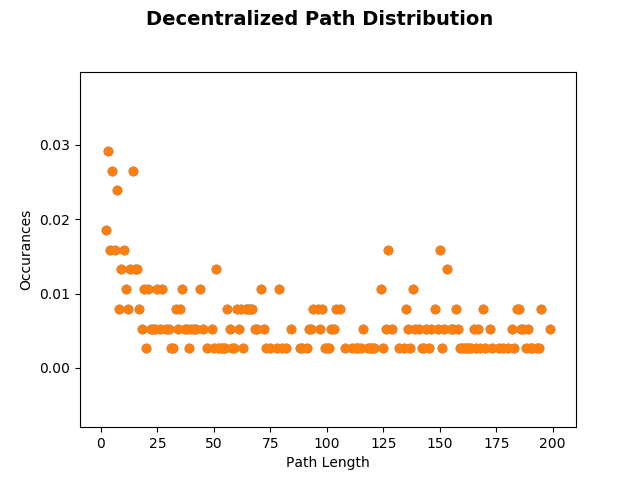 Decentralized Path Distribution
0.03
0.02
0.01
0.00
Occurances
0 25 50 75 100 125 150 175 200
Path Length